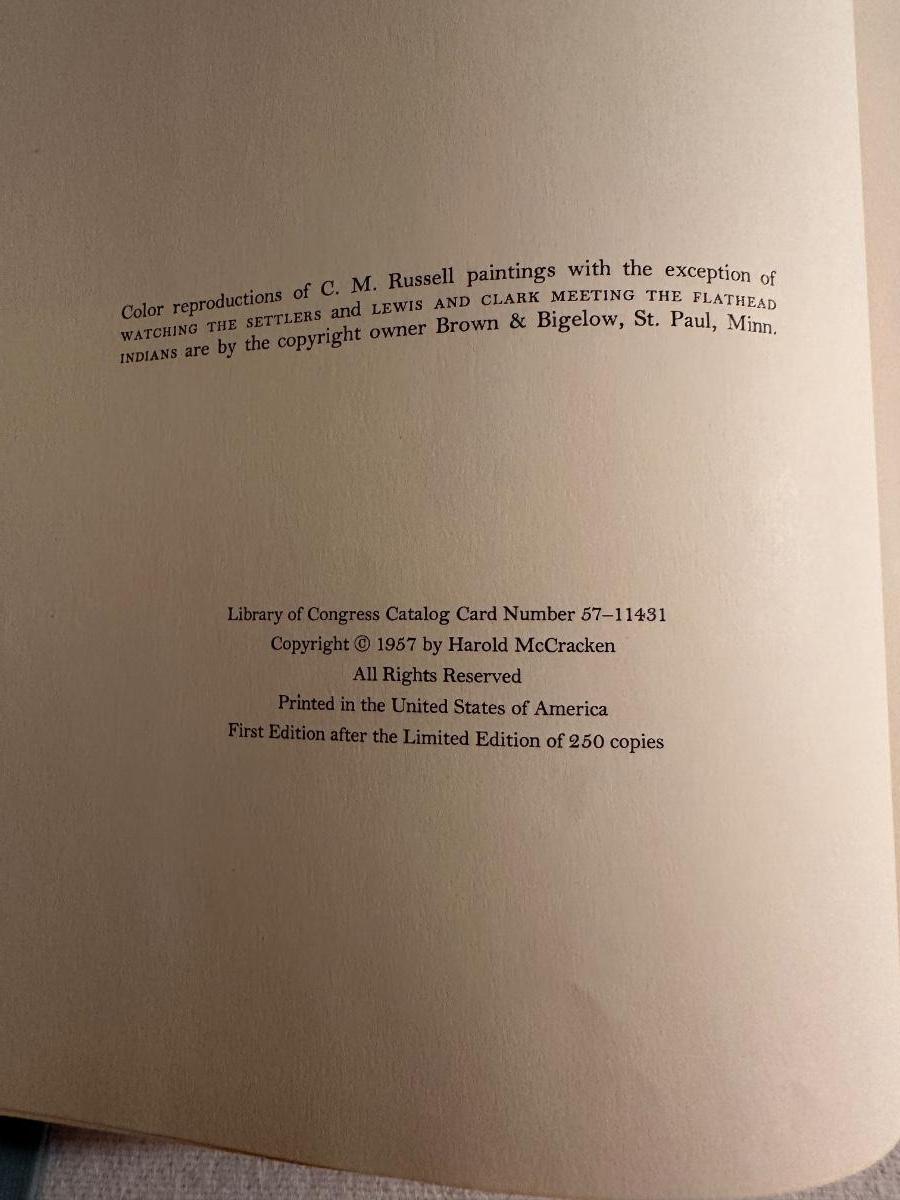 Color reproductions of C. M. Russell paintings with the exception of
WATCHING THE SETTLERS and LEWIS AND CLARK MEETING THE FLATHEAD
INDIANS are by the copyright owner Brown & Bigelow, St. Paul, Minn.
Library of Congress Catalog Card Number 57–11431
Copyright © 1957 by Harold McCracken
All Rights Reserved
Printed in the United States of America
First Edition after the Limited Edition of 250 copies